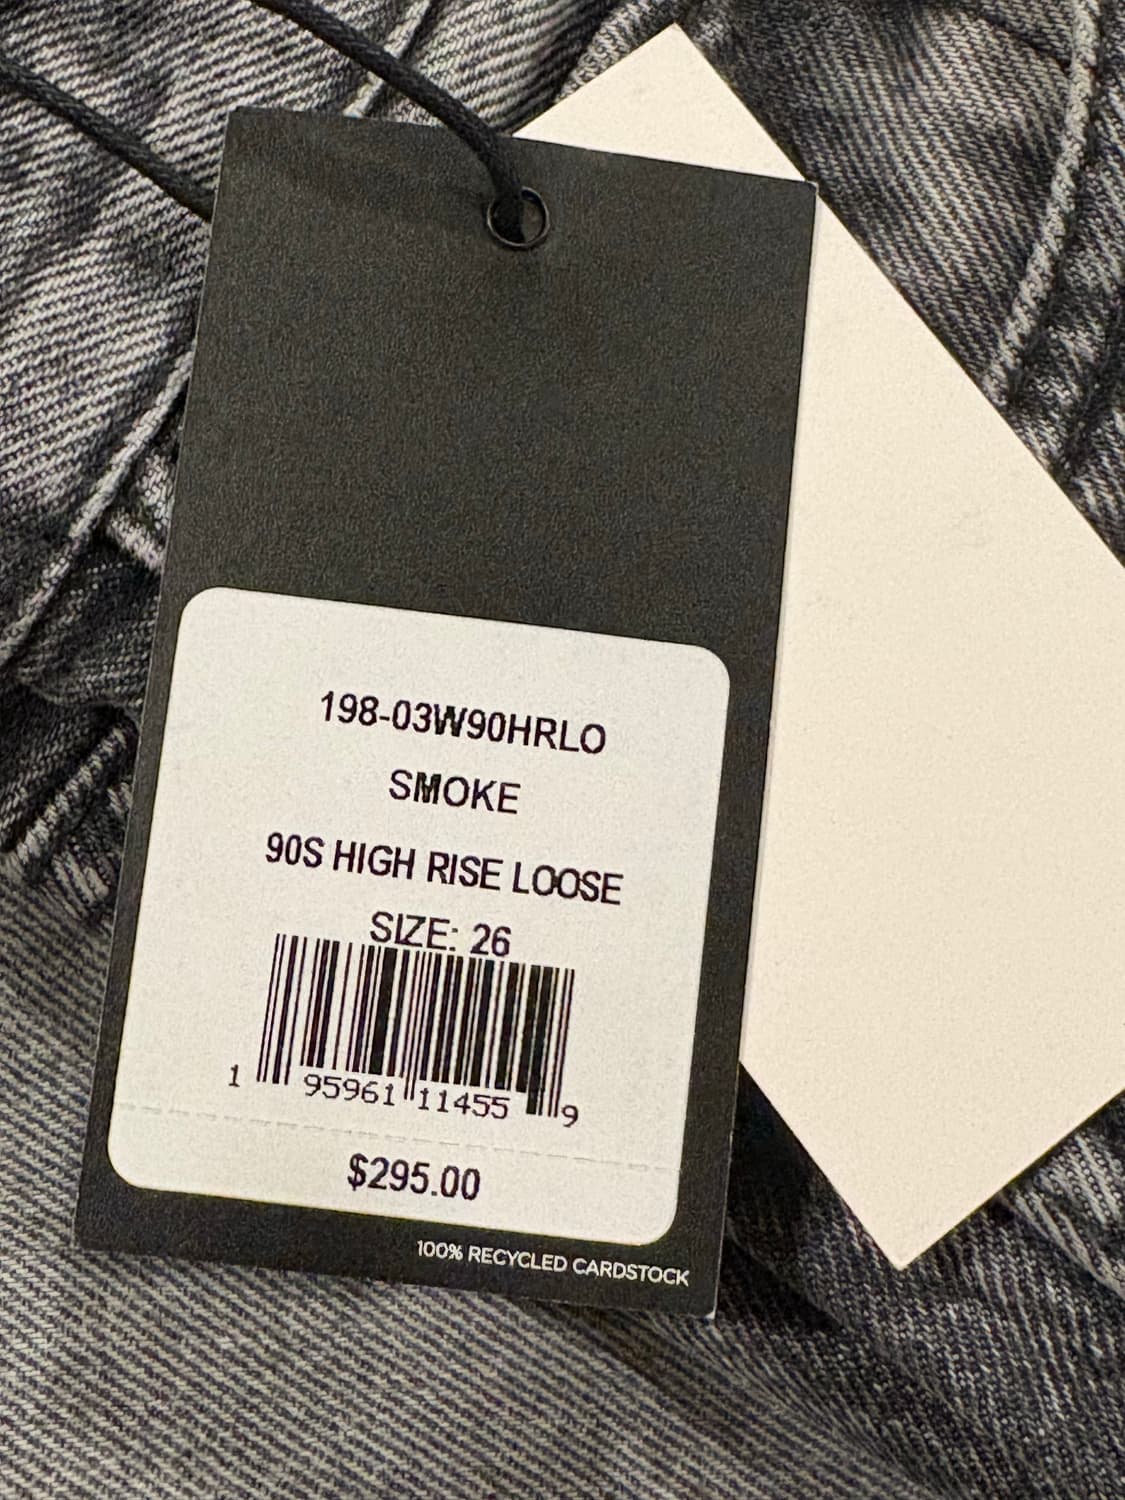 198-03W90HRLO
SMOKE
90S HIGH RISE LOOSE
SIZE: 26
1 95961 11455 9
$295.00
100% RECYCLED CARDSTOCK